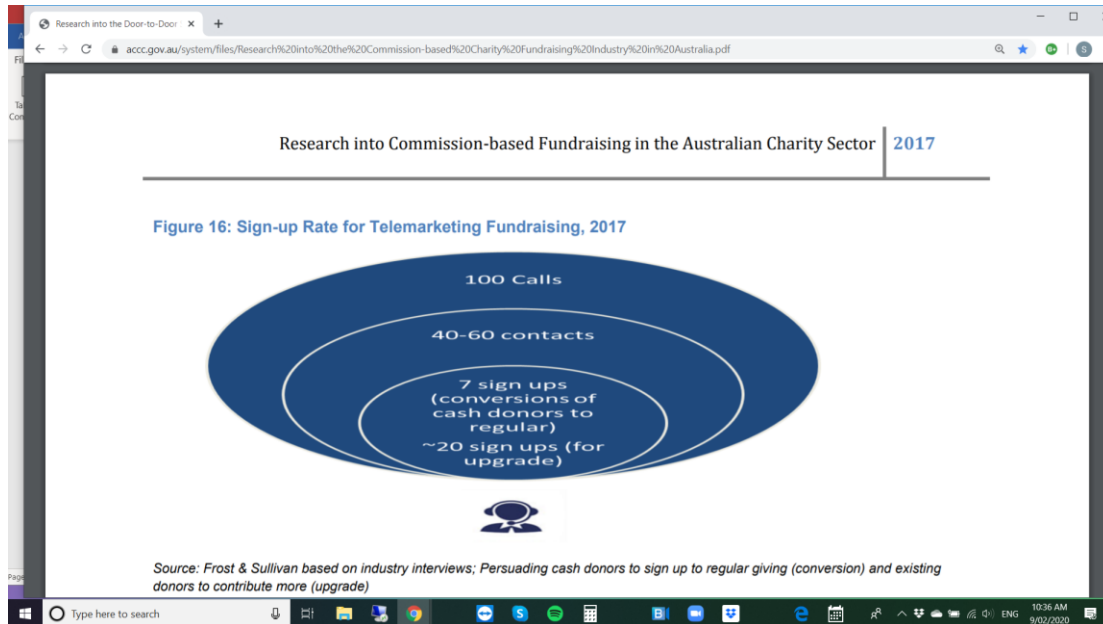 Research into the Door-to-Door
accc.gov.au/system/files/Research%20into%20the%20Commission-based%20Charity%20Fundraising%20Industry%20in%20Australia.pdf
Research into Commission-based Fundraising in the Australian Charity Sector 2017
Figure 16: Sign-up Rate for Telemarketing Fundraising, 2017
100 Calls
40-60 contacts
7 sign ups
(conversions of
cash donors to
regular)
~20 sign ups (for
upgrade)
Source: Frost & Sullivan based on industry interviews; Persuading cash donors to sign up to regular giving (conversion) and existing
donors to contribute more (upgrade)
Type here to search
ENG
10:36 AM
9/02/2020